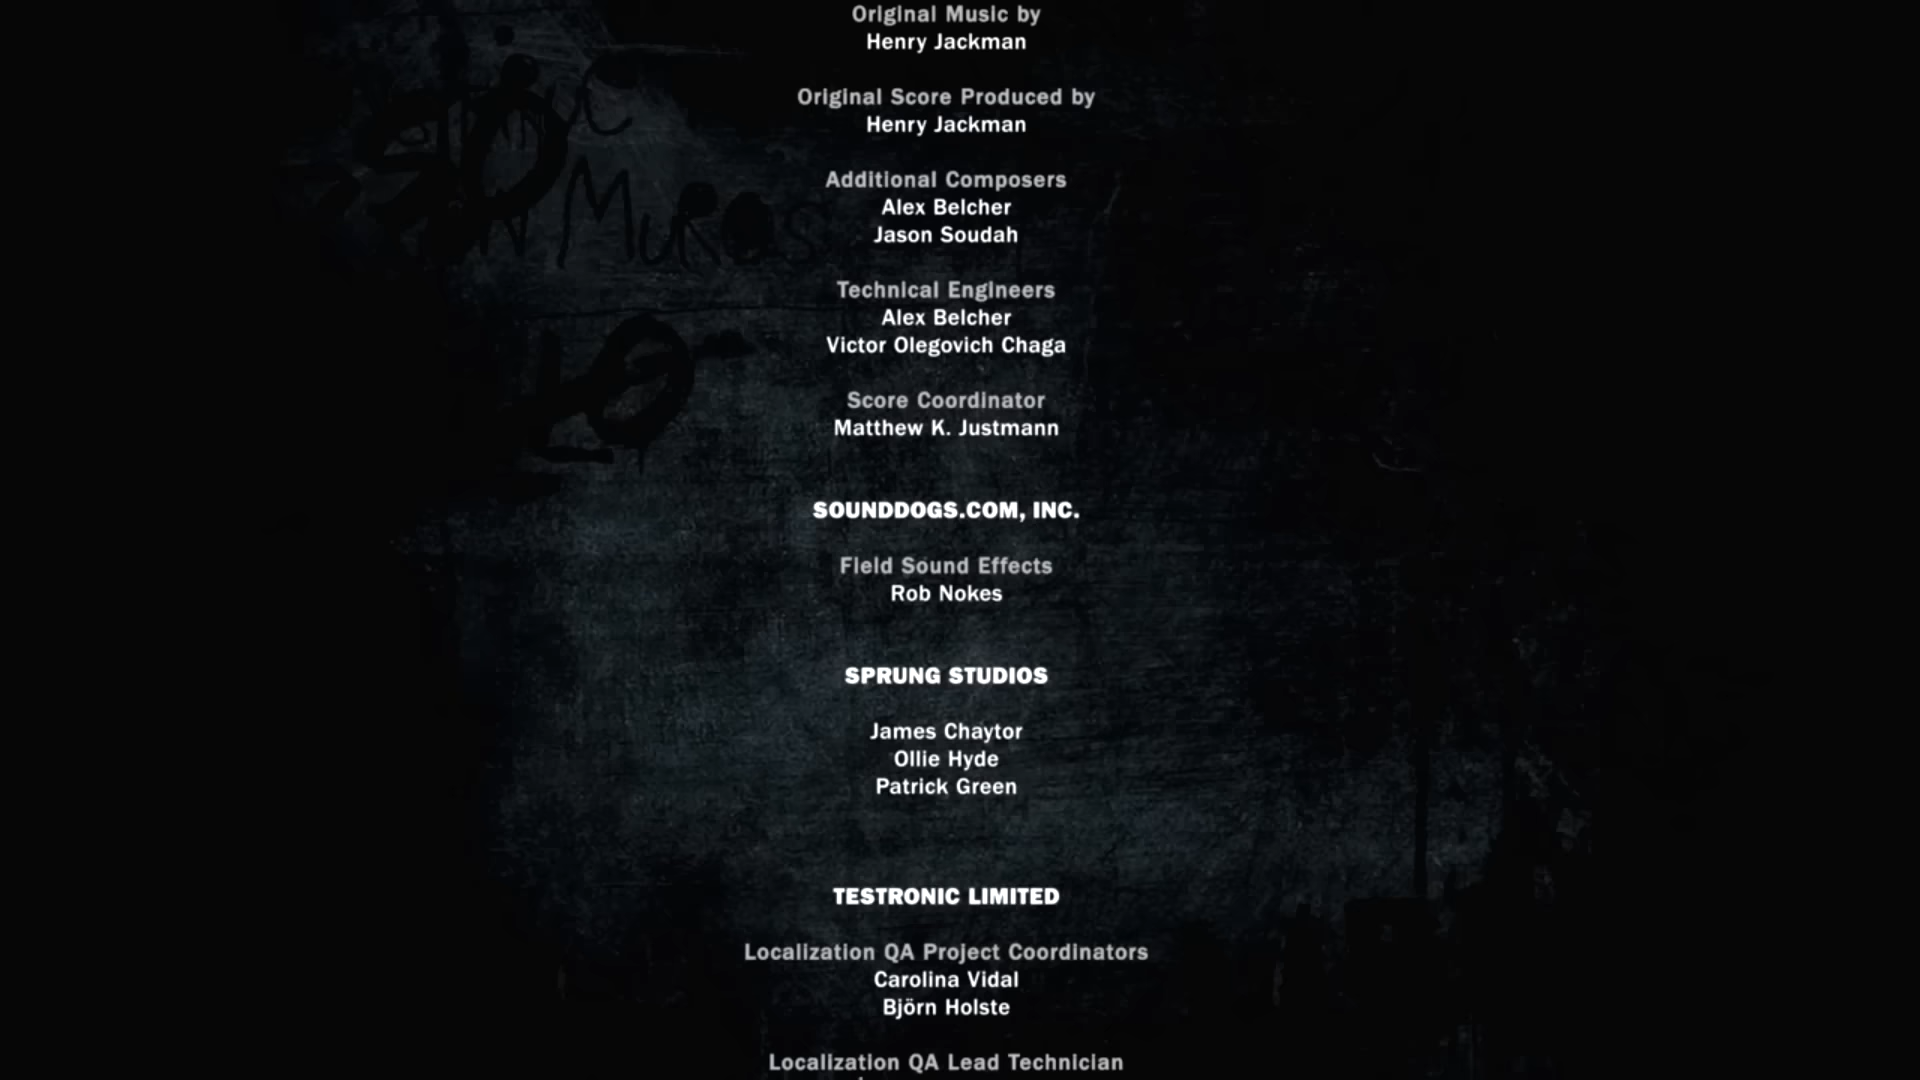 Original Music by
Henry Jackman
Original Score Produced by
Henry Jackman
Additional Composers
Alex Belcher
Jason Soudah
Technical Engineers
Alex Belcher
Victor Olegovich Chaga
Score Coordinator
Matthew K. Justmann
SOUNDDOGS.COM, INC.
Field Sound Effects
Rob Nokes
SPRUNG STUDIOS
James Chaytor
Ollie Hyde
Patrick Green
TESTRONIC LIMITED
Localization QA Project Coordinators
Carolina Vidal
Björn Holste
Localization QA Lead Technician